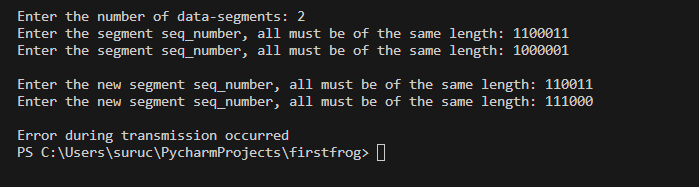 Enter the number of data-segments: 2
Enter the segment seq_number, all must be of the same length: 1100011
Enter the segment seq_number, all must be of the same length: 1000001
Enter the new segment seq_number, all must be of the same length: 110011
Enter the new segment seq_number, all must be of the same length: 111000
Error during transmission occurred
PS C:\Users\suruc\PycharmProjects\firstfrog>